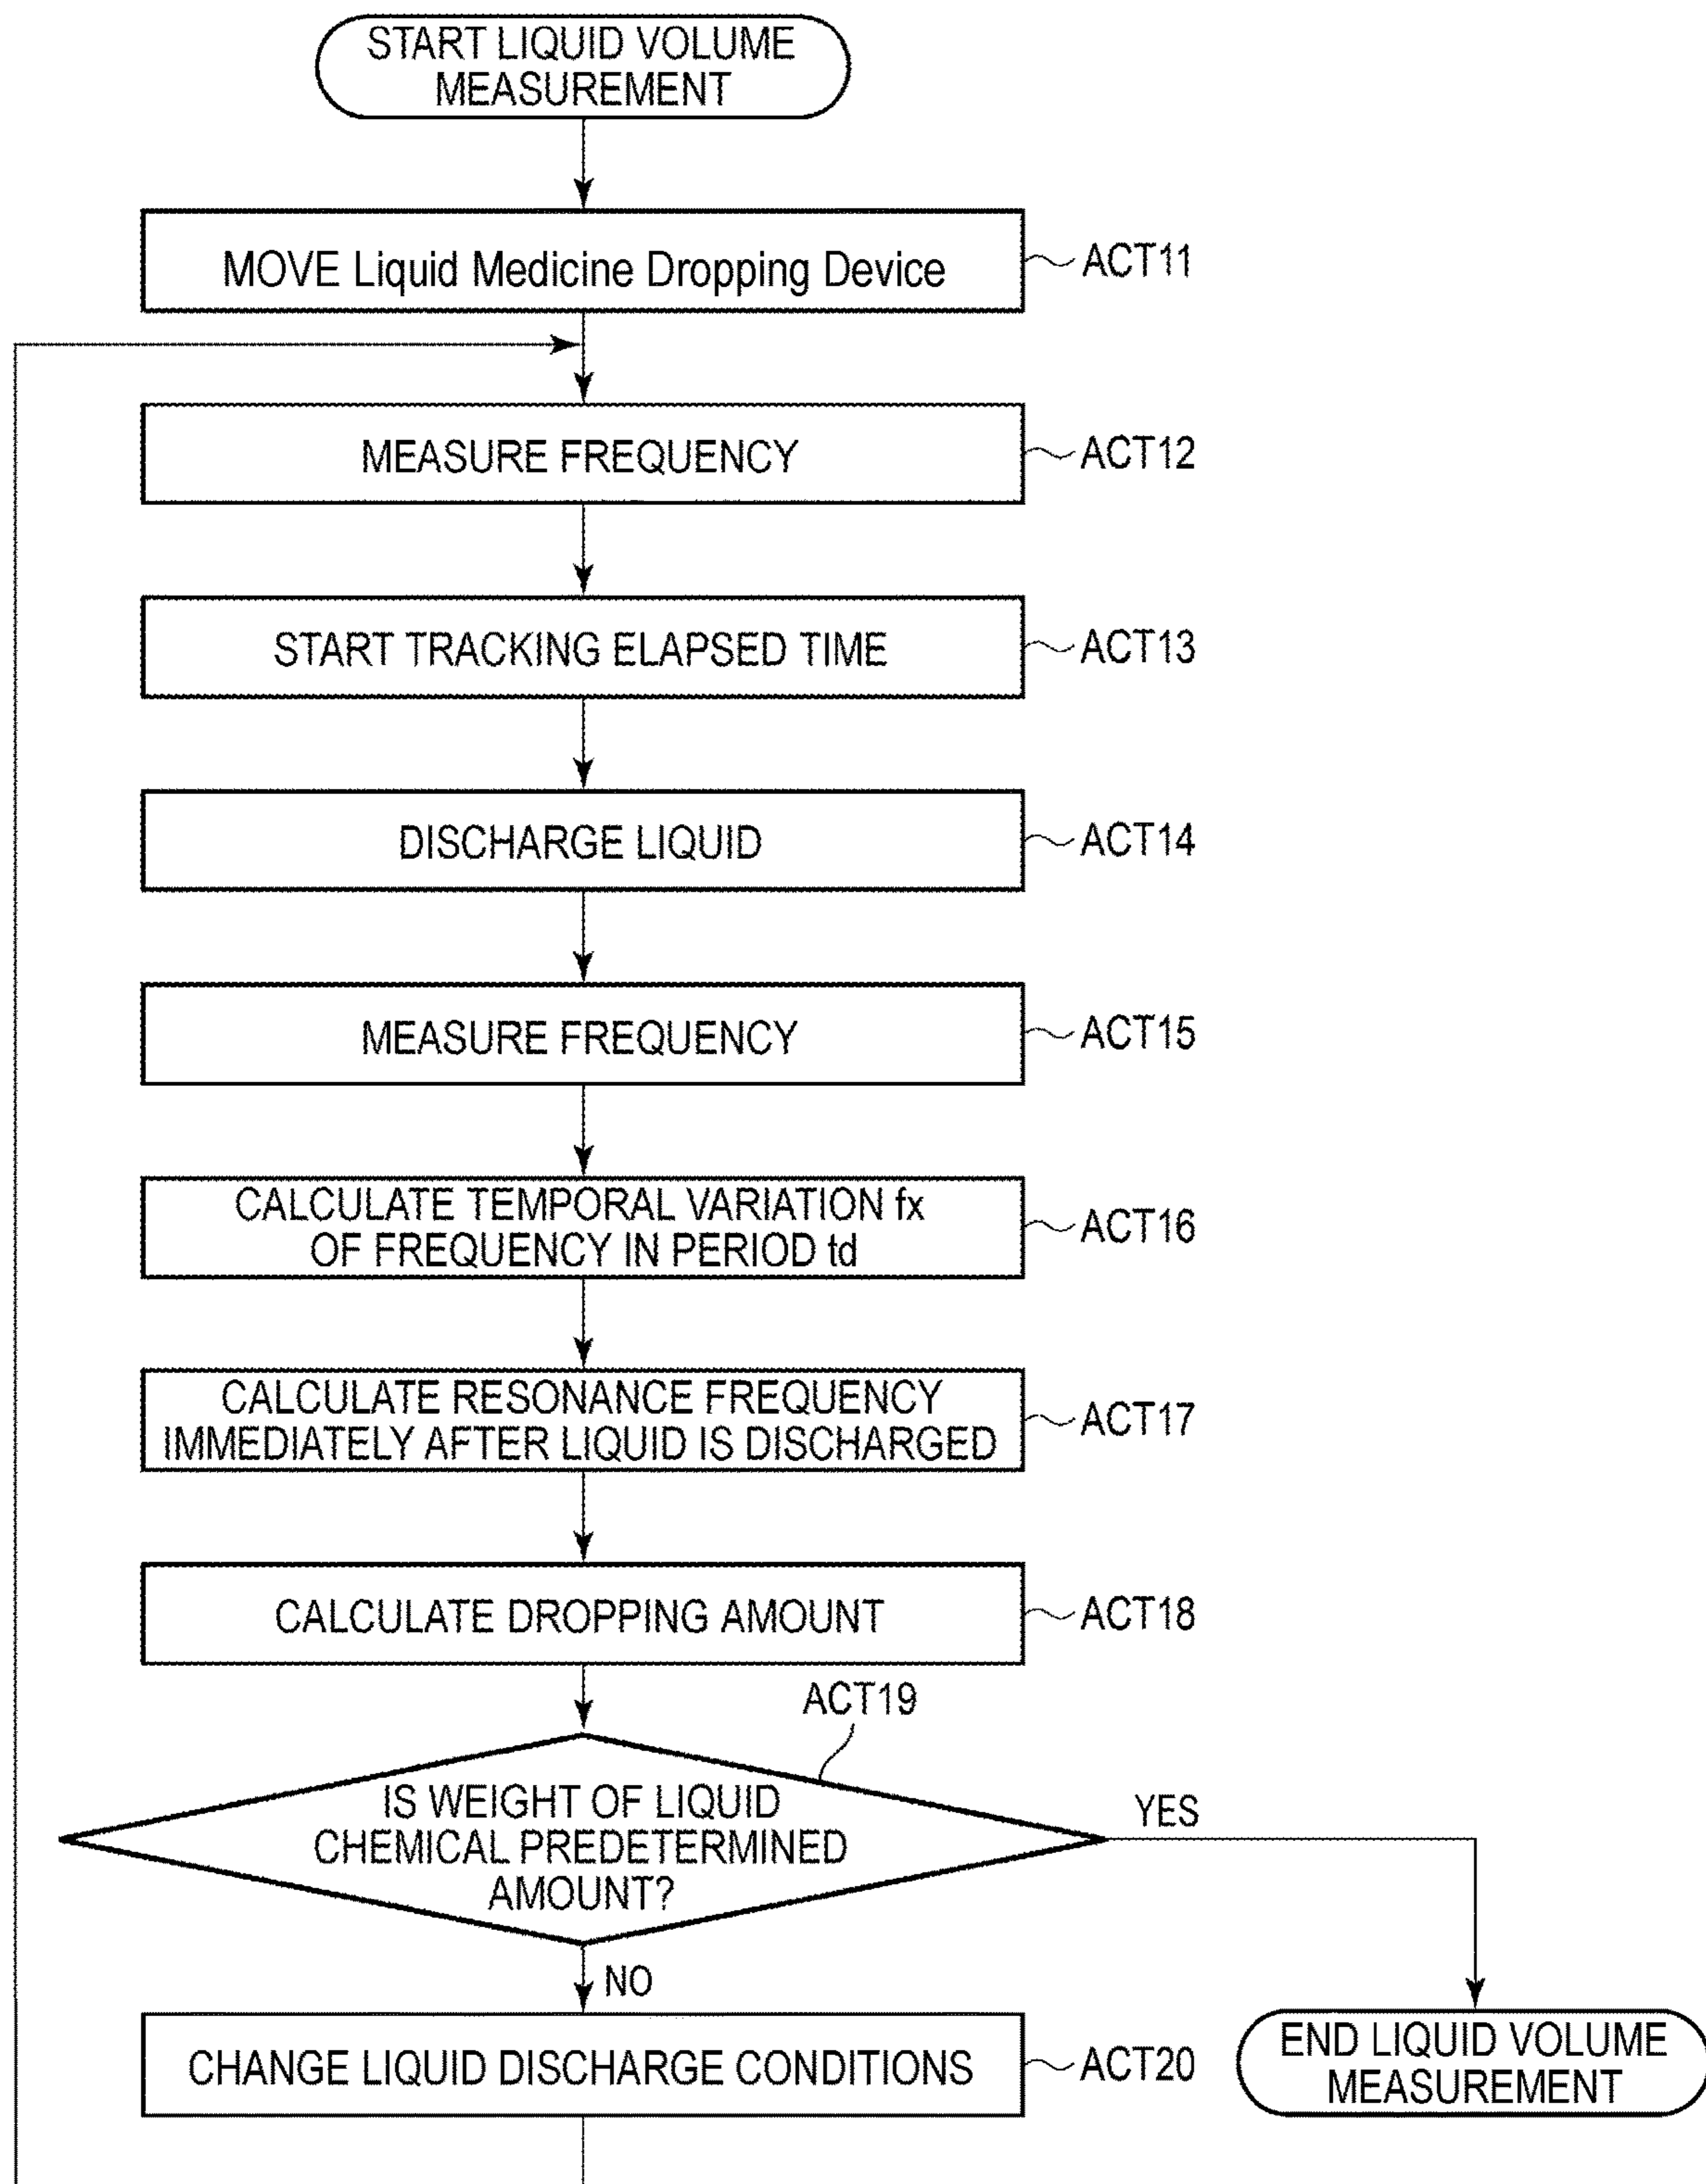 START LIQUID VOLUME
MEASUREMENT
MOVE Liquid Medicine Dropping Device
ACT11
MEASURE FREQUENCY
ACT12
START TRACKING ELAPSED TIME
ACT13
DISCHARGE LIQUID
ACT14
MEASURE FREQUENCY
ACT15
CALCULATE TEMPORAL VARIATION fx
OF FREQUENCY IN PERIOD td
ACT16
CALCULATE RESONANCE FREQUENCY
IMMEDIATELY AFTER LIQUID IS DISCHARGED
ACT17
CALCULATE DROPPING AMOUNT
ACT18
ACT19
IS WEIGHT OF LIQUID
CHEMICAL PREDETERMINED
AMOUNT?
YES
NO
CHANGE LIQUID DISCHARGE CONDITIONS
ACT20
END LIQUID VOLUME
MEASUREMENT